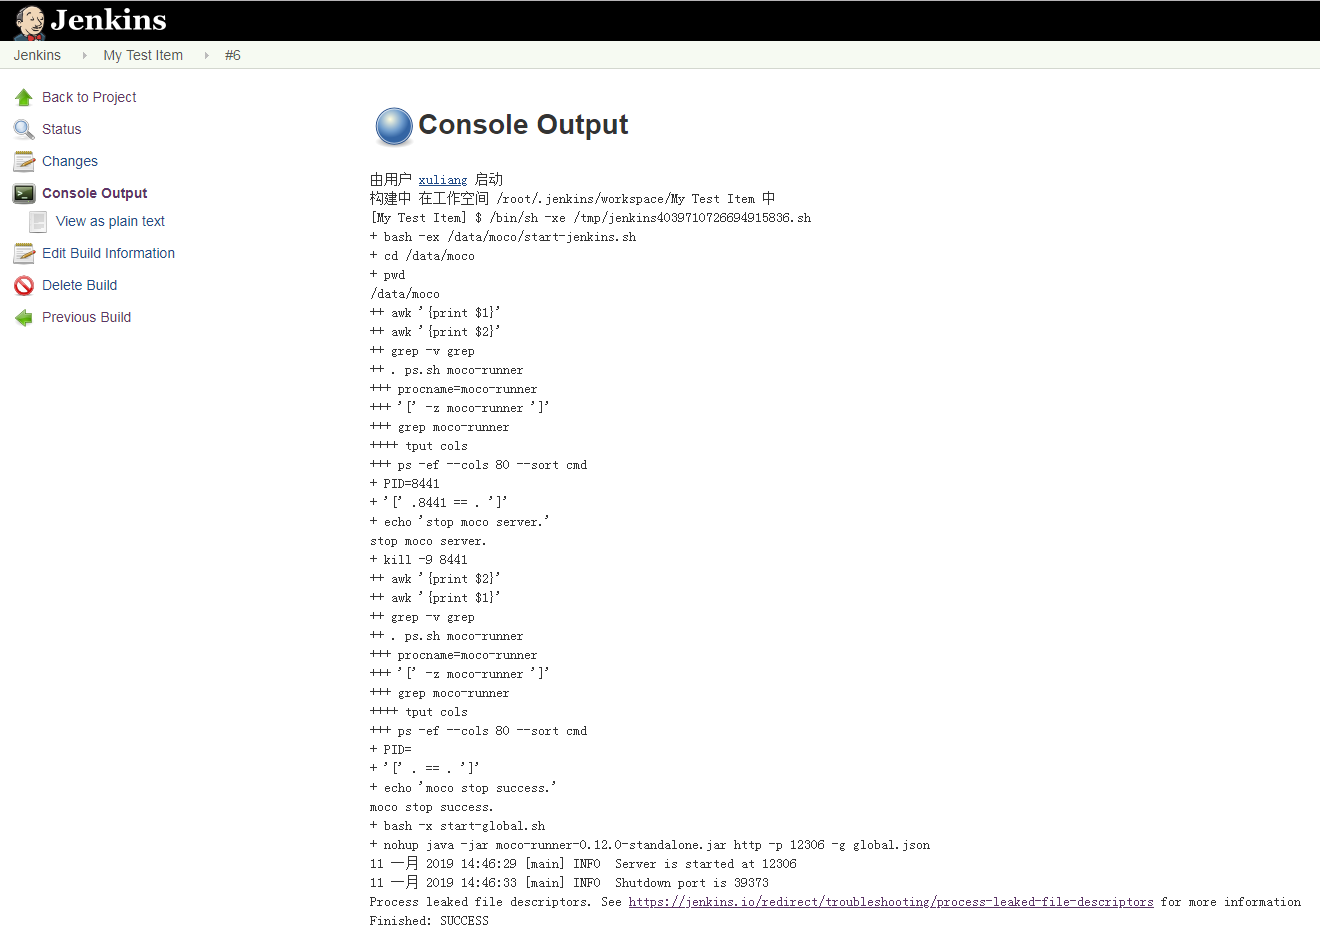 Jenkins
Jenkins My Test Item #6
Back to Project
Status
Changes
Console Output
View as plain text
Edit Build Information
Delete Build
Previous Build
Console Output
由用户 xuliang 启动
构建中 在工作空间 /root/.jenkins/workspace/My Test Item 中
[My Test Item] $ /bin/sh -xe /tmp/jenkins4039710726694915836.sh
+ bash -ex /data/moco/start-jenkins.sh
+ cd /data/moco
+ pwd
/data/moco
++ awk '{print $1}'
++ awk '{print $2}'
++ grep -v grep
++ . ps.sh moco-runner
+++ procname=moco-runner
+++ '[' -z moco-runner ']'
+++ grep moco-runner
++++ tput cols
+++ ps -ef --cols 80 --sort cmd
+ PID=8441
+ '[' .8441 == . ']'
+ echo 'stop moco server.'
stop moco server.
+ kill -9 8441
++ awk '{print $2}'
++ awk '{print $1}'
++ grep -v grep
++ . ps.sh moco-runner
+++ procname=moco-runner
+++ '[' -z moco-runner ']'
+++ grep moco-runner
++++ tput cols
+++ ps -ef --cols 80 --sort cmd
+ PID=
+ '[' . == . ']'
+ echo 'moco stop success.'
moco stop success.
+ bash -x start-global.sh
+ nohup java -jar moco-runner-0.12.0-standalone.jar http -p 12306 -g global.json
11 一月 2019 14:46:29 [main] INFO  Server is started at 12306
11 一月 2019 14:46:33 [main] INFO  Shutdown port is 39373
Process leaked file descriptors. See https://jenkins.io/redirect/troubleshooting/process-leaked-file-descriptors for more information
Finished: SUCCESS